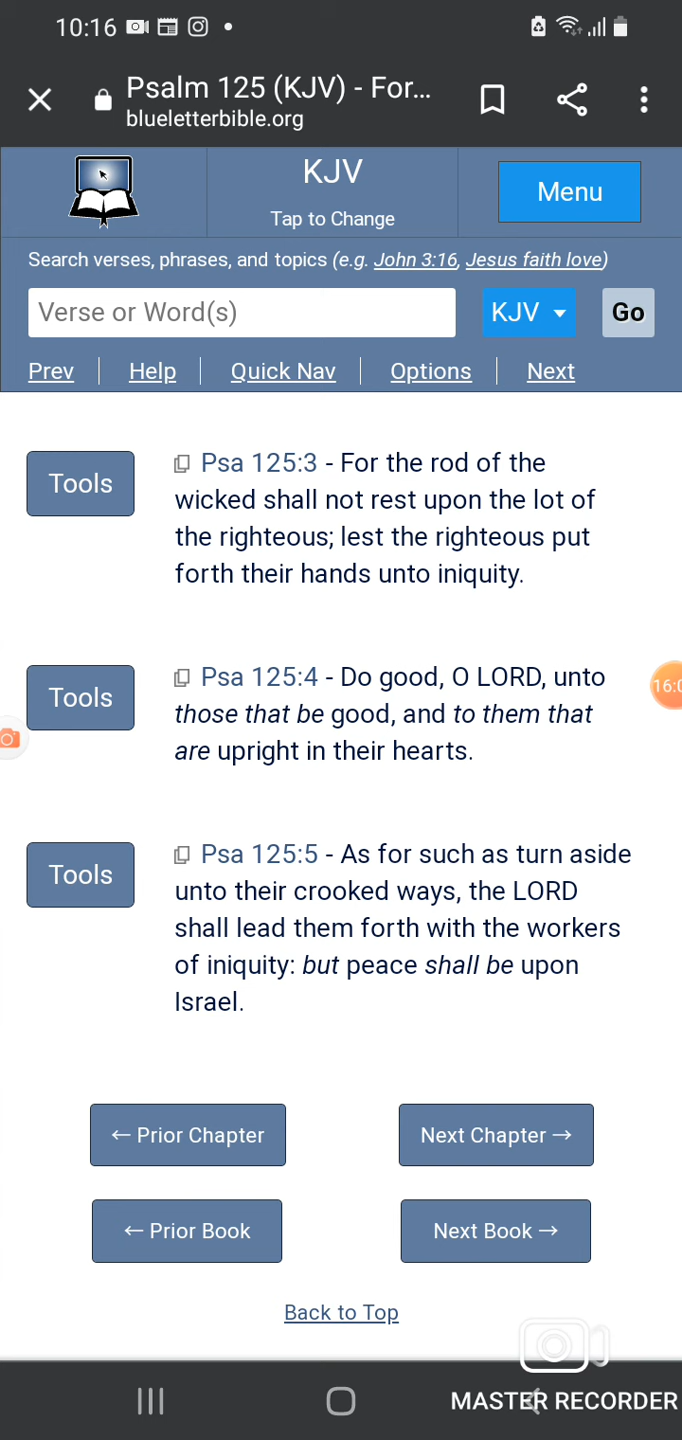 10:16
Psalm 125 (KJV) - For...
blueletterbible.org
KJV
Tap to Change
Menu
Search verses, phrases, and topics (e.g. John 3:16, Jesus faith love)
Verse or Word(s)
KJV
Go
Prev
Help
Quick Nav
Options
Next
Tools
Psa 125:3 - For the rod of the
wicked shall not rest upon the lot of
the righteous; lest the righteous put
forth their hands unto iniquity.
Tools
Psa 125:4 - Do good, O LORD, unto
those that be good, and to them that
are upright in their hearts.
16:0
Tools
Psa 125:5 - As for such as turn aside
unto their crooked ways, the LORD
shall lead them forth with the workers
of iniquity: but peace shall be upon
Israel.
← Prior Chapter
Next Chapter →
← Prior Book
Next Book →
Back to Top
MASTER RECORDER